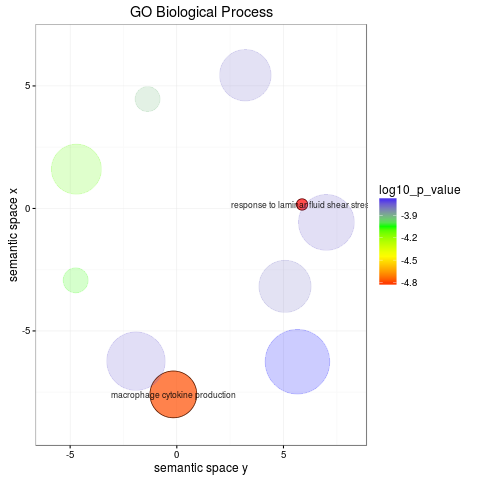 GO Biological Process
semantic space x
5
0
-5
response to laminar fluid shear stres
macrophage cytokine production
-5
0
5
semantic space y
log10_p_value
-3.9
-4.2
-4.5
-4.8